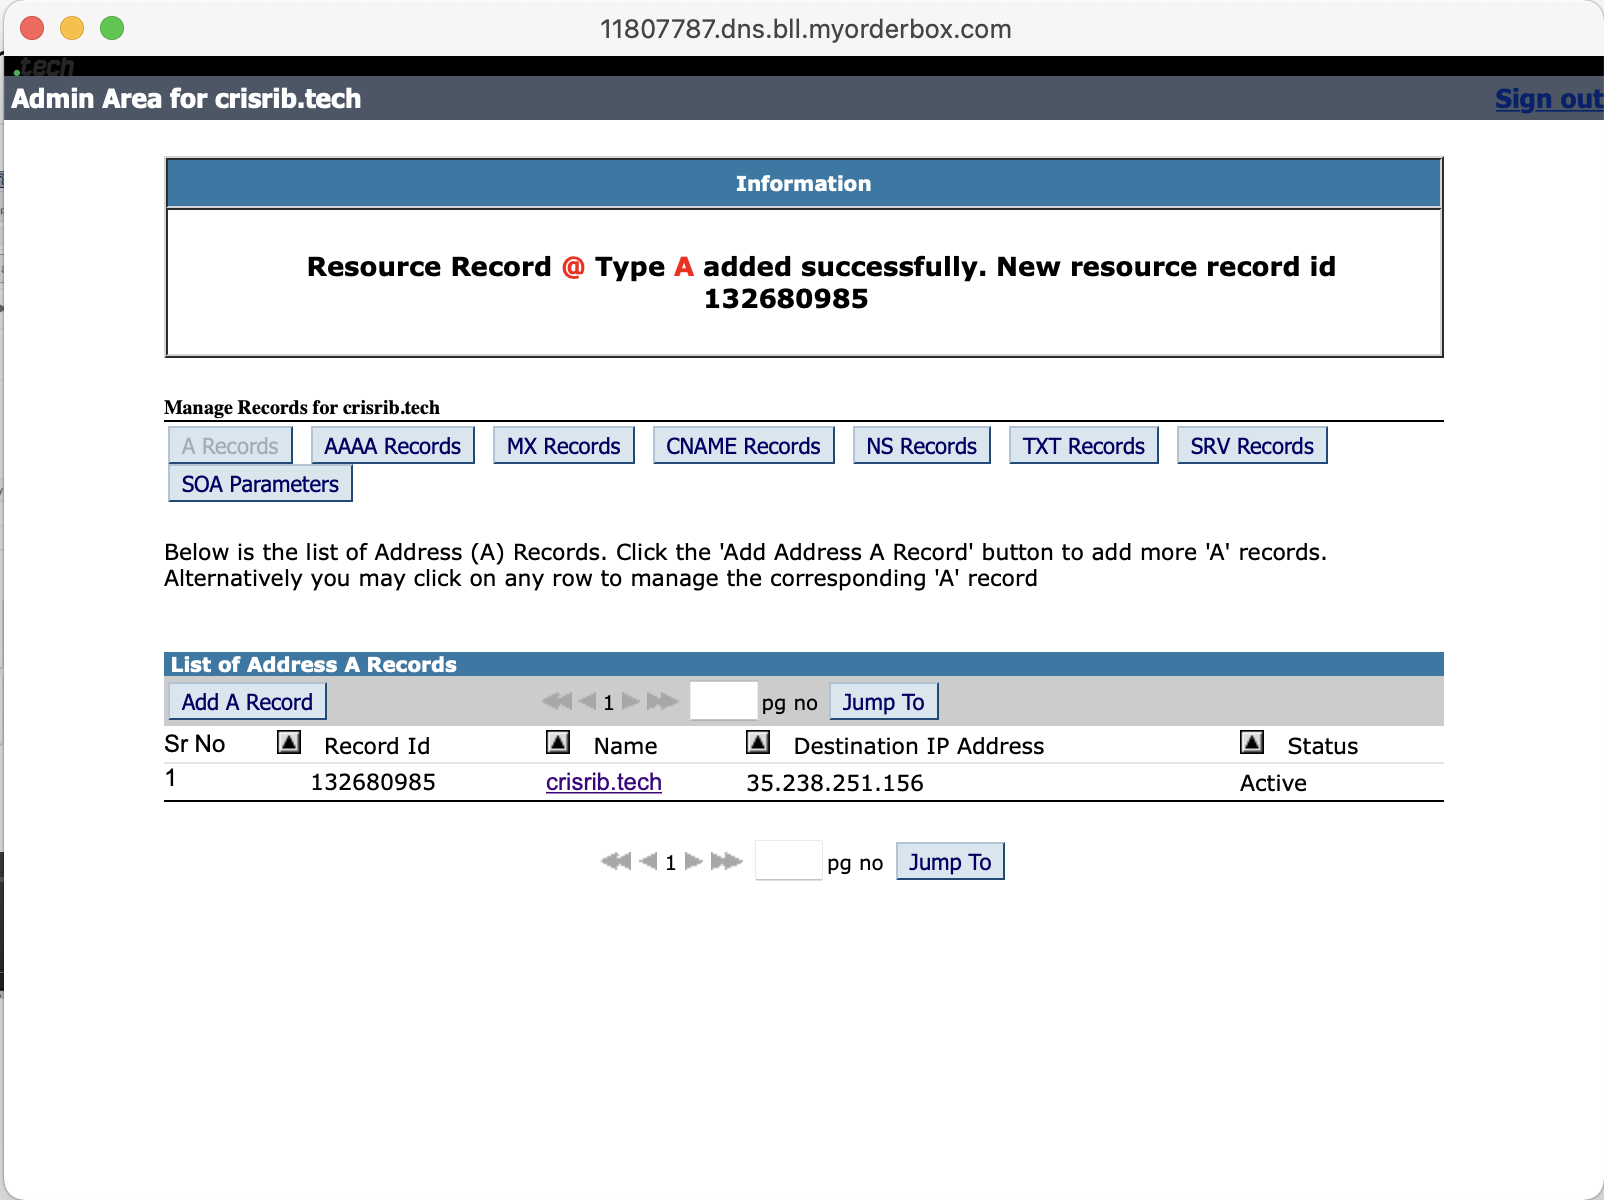 11807787.dns.bll.myorderbox.com
.tech
Admin Area for crisrib.tech
Sign out
Information
Resource Record @ Type A added successfully. New resource record id
132680985
Manage Records for crisrib.tech
A Records AAAA Records MX Records CNAME Records NS Records TXT Records SRV Records
SOA Parameters
Below is the list of Address (A) Records. Click the 'Add Address A Record' button to add more 'A' records.
Alternatively you may click on any row to manage the corresponding 'A' record
List of Address A Records
Add A Record 1 pg no Jump To
Sr No Record Id Name Destination IP Address Status
1 132680985 crisrib.tech 35.238.251.156 Active
1 pg no Jump To